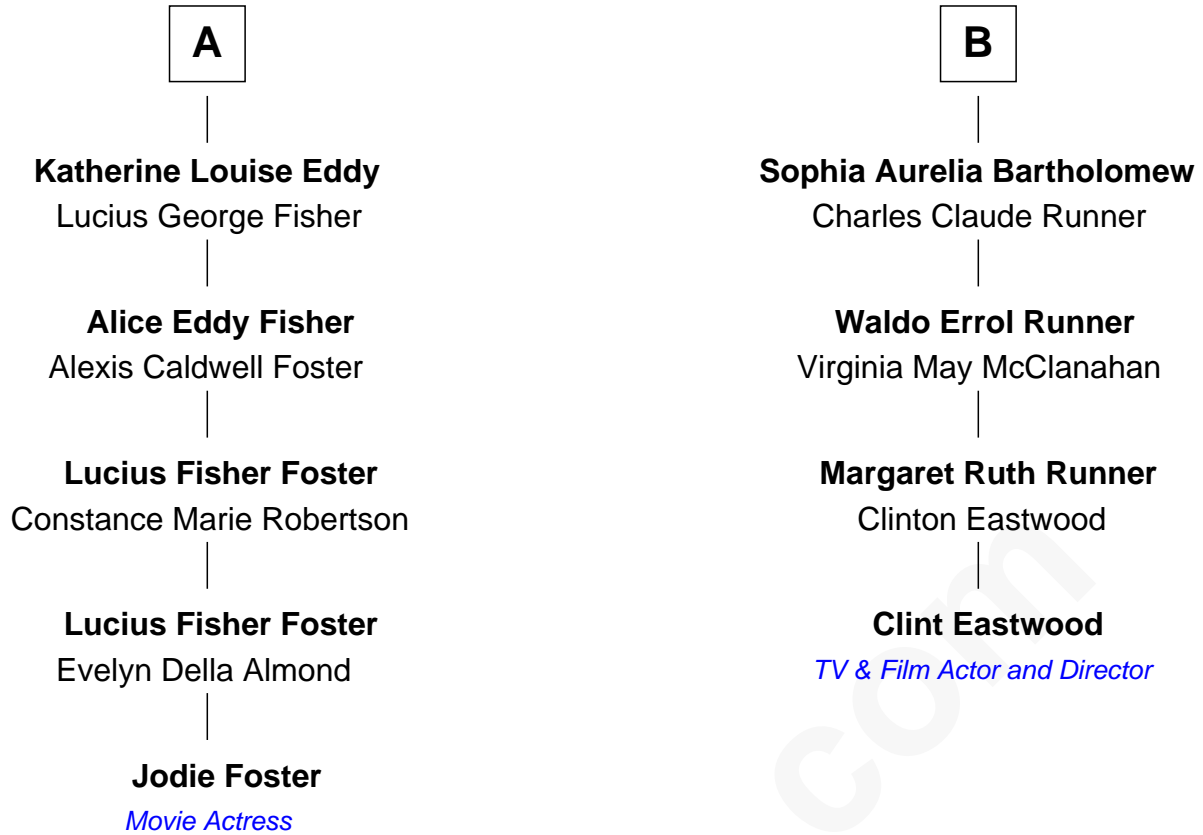 A
Katherine Louise Eddy
Lucius George Fisher
Alice Eddy Fisher
Alexis Caldwell Foster
Lucius Fisher Foster
Constance Marie Robertson
Lucius Fisher Foster
Evelyn Della Almond
Jodie Foster
Movie Actress
B
Sophia Aurelia Bartholomew
Charles Claude Runner
Waldo Errol Runner
Virginia May McClanahan
Margaret Ruth Runner
Clinton Eastwood
Clint Eastwood
TV & Film Actor and Director
com